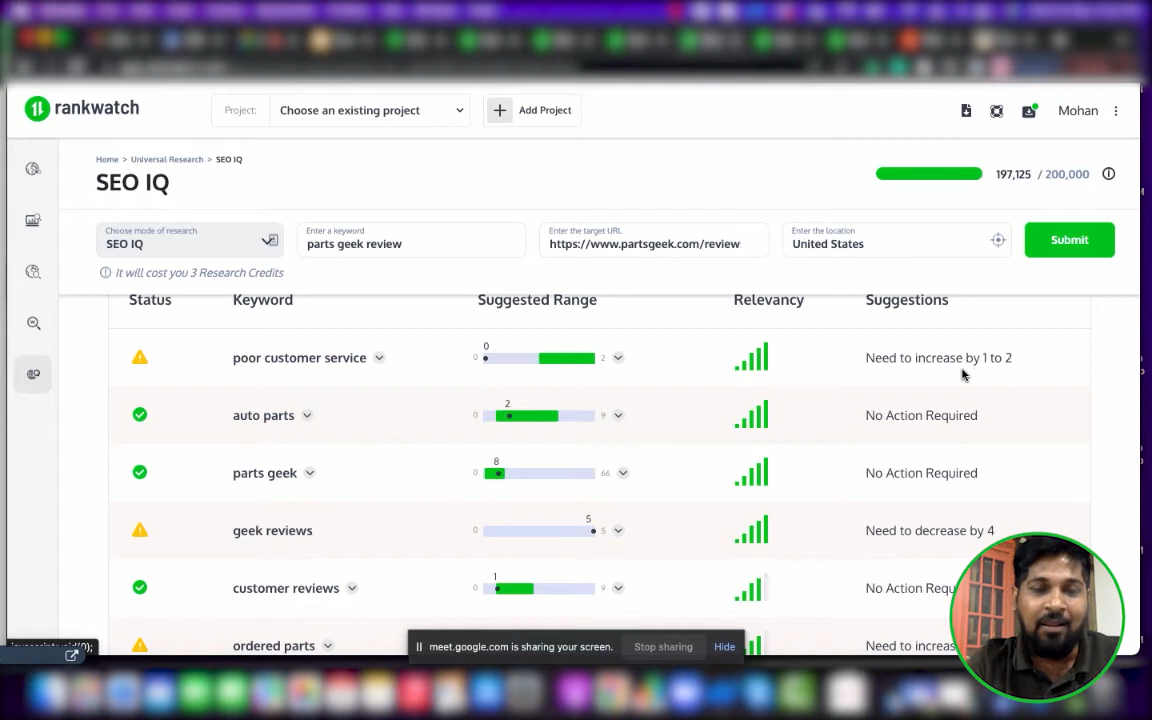 rankwatch
Project: Choose an existing project
Add Project
Mohan
Home > Universal Research > SEO IQ
SEO IQ
197,125 / 200,000
Choose mode of research
SEO IQ
Enter a keyword
parts geek review
Enter the target URL
https://www.partsgeek.com/review
Enter the location
United States
Submit
It will cost you 3 Research Credits
Status Keyword Suggested Range Relevancy Suggestions
poor customer service 0 0 2 Need to increase by 1 to 2
auto parts 0 2 9 No Action Required
parts geek 0 8 66 No Action Required
geek reviews 0 5 5 Need to decrease by 4
customer reviews 0 1 9 No Action Requ
ordered parts Need to increas
meet.google.com is sharing your screen. Stop sharing Hide